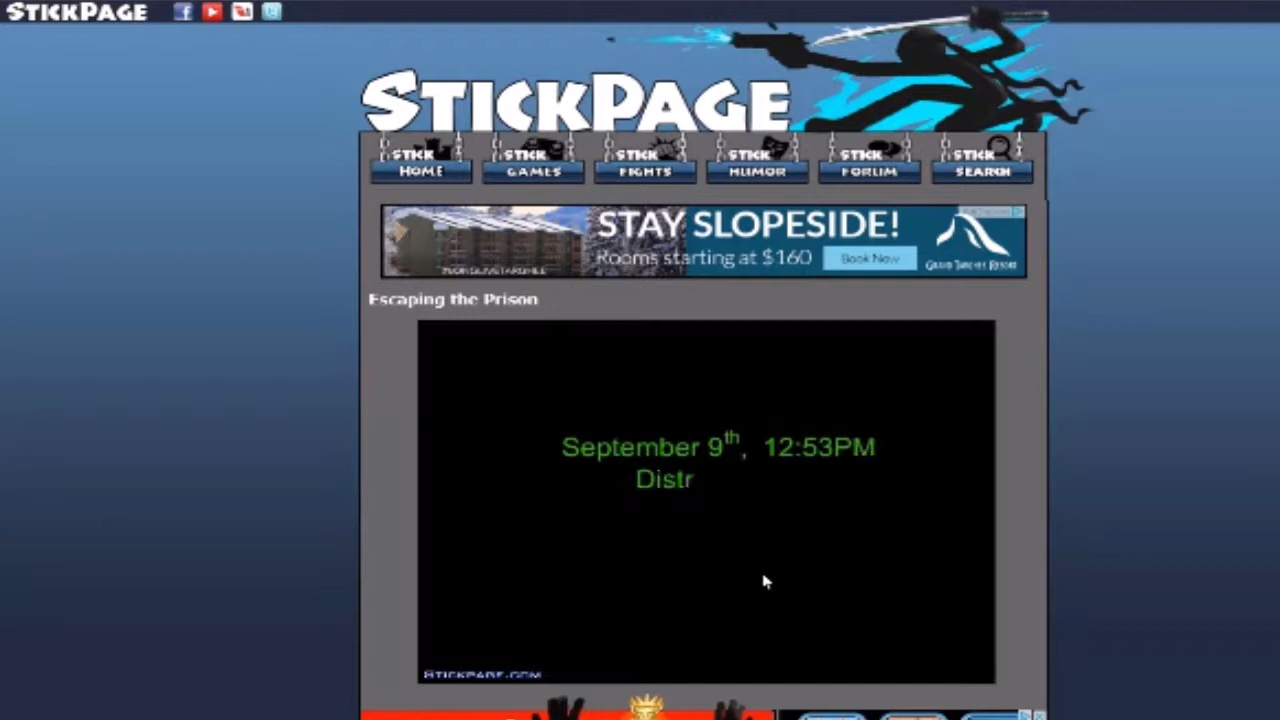 STICKPAGE
STICKPAGE
STICK HOME
STICK GAMES
STICK FIGHTS
STICK HUMOR
STICK FORUM
STICK SEARCH
STAY SLOPESIDE!
Rooms starting at $160
Book Now
Escaping the Prison
September 9th, 12:53PM
Distr
STICKPAGE.COM